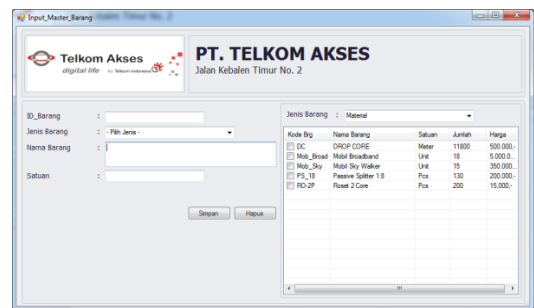 Input_Master_Barang
Telkom Akses
digital life
by Telkom Indonesia
PT. TELKOM AKSES
Jalan Kebalen Timur No. 2
ID_Barang :
Jenis Barang : - Pilih Jenis -
Nama Barang :
Satuan :
Simpan Hapus
Jenis Barang : Material
Kode Brg Nama Barang Satuan Jumlah Harga
DC DROP CORE Meter 11800 500.000,-
Mob_Broad Mobil Broadband Unit 18 5.000.0...
Mob_Sky Mobil Sky Walker Unit 15 350.000...
PS_18 Passive Splitter 1:8 Pcs 130 200.000,-
RO-2P Roset 2 Core Pcs 200 15,000,-